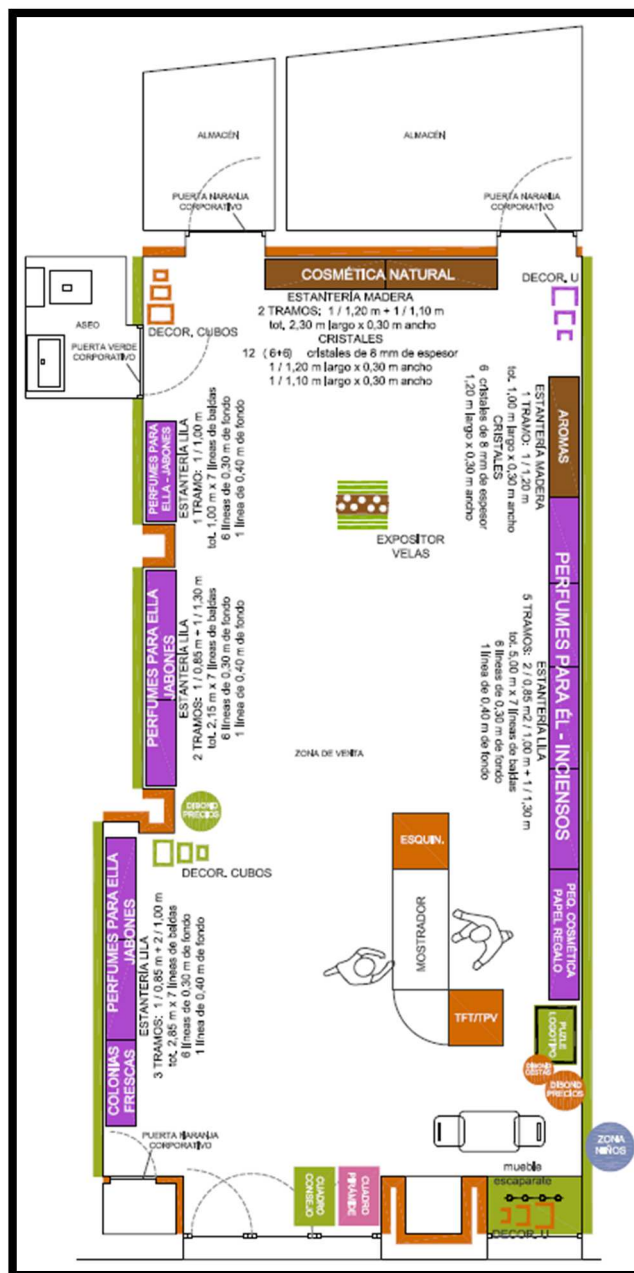 ALMACÉN
ALMACÉN
PUERTA NARANJA
CORPORATIVO
PUERTA NARANJA
CORPORATIVO
COSMÉTICA NATURAL
ESTANTERÍA MADERA
2 TRAMOS: 1 / 1,20 m + 1 / 1,10 m
tot. 2,30 m largo x 0,30 m ancho
CRISTALES
12 (6+6) cristales de 8 mm de espesor
1 / 1,20 m largo x 0,30 m ancho
1 / 1,10 m largo x 0,30 m ancho
DECOR. U
DECOR. CUBOS
ASEO
PUERTA VERDE
CORPORATIVO
PERFUMES PARA
ELLA - JABONES
ESTANTERÍA LILA
1 TRAMO: 1 / 1,00 m
tot. 1,00 m x 7 líneas de baldas
6 líneas de 0,30 m de fondo
1 línea de 0,40 m de fondo
AROMAS
ESTANTERÍA MADERA
1 TRAMO: 1 / 1,20 m
tot. 1,00 m largo x 0,30 m ancho
CRISTALES
6 cristales de 8 mm de espesor
1,20 m largo x 0,30 m ancho
EXPOSITOR
VELAS
PERFUMES PARA ELLA
JABONES
ESTANTERÍA LILA
2 TRAMOS: 1 / 0,85 m + 1 / 1,30 m
tot. 2,15 m x 7 líneas de baldas
6 líneas de 0,30 m de fondo
1 línea de 0,40 m de fondo
PERFUMES PARA ÉL - INCIENSOS
ESTANTERÍA LILA
5 TRAMOS: 2 / 0,85 m2 / 1,00 m + 1 / 1,30 m
tot. 5,00 m x 7 líneas de baldas
6 líneas de 0,30 m de fondo
1 línea de 0,40 m de fondo
ZONA DE VENTA
DIBOND
PRECIOS
DECOR. CUBOS
ESQUIN.
MOSTRADOR
TFT/TPV
PEQ. COSMÉTICA
PAPEL REGALO
PERFUMES PARA ELLA
JABONES
COLONIAS
FRESCAS
ESTANTERÍA LILA
3 TRAMOS: 1 / 0,85 m + 2 / 1,00 m
tot. 2,85 m x 7 líneas de baldas
6 líneas de 0,30 m de fondo
1 línea de 0,40 m de fondo
PUZLE
LOGOTIPO
DIBOND
CESTAS
DIBOND
PRECIOS
ZONA
NIÑOS
PUERTA NARANJA
CORPORATIVO
CUADRO
CONSEJO
CUADRO
PIRÁMIDE
mueble
escaparate
DECOR. U